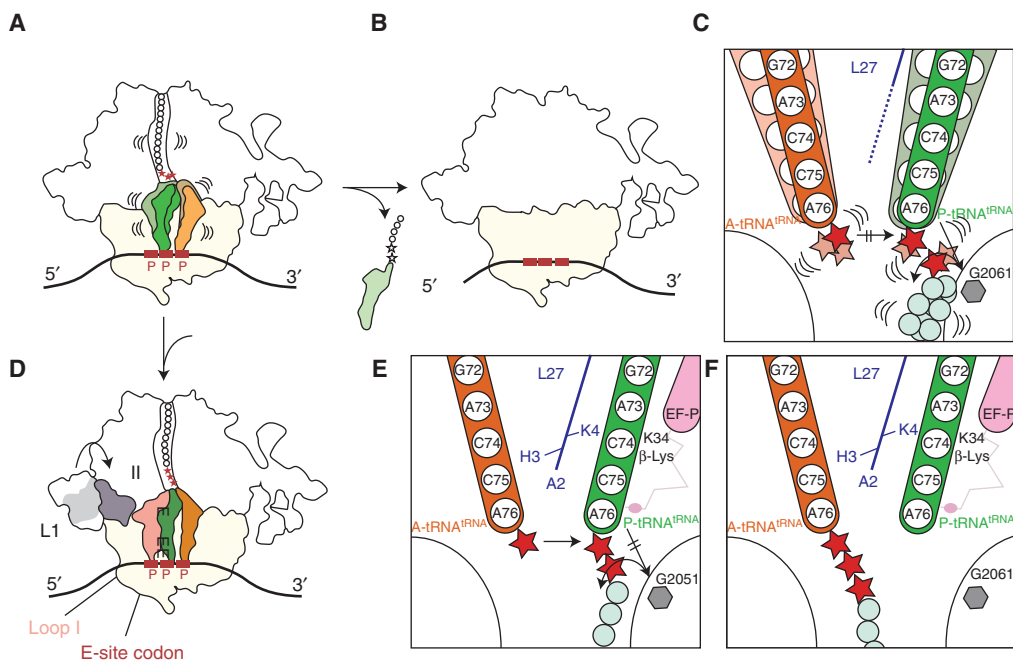 A
P P P
5′
3′
B
5′
3′
C
L27
G72
A73
C74
C75
A76
G72
A73
C74
C75
A76
A-tRNAtRNA
P-tRNAtRNA
G2061
D
II
L1
E
E E
P P P
5′
3′
Loop I
E-site codon
E
L27
G72
A73
C74
C75
A76
G72
A73
C74
C75
A76
EF-P
K4
H3
A2
K34
β-Lys
A-tRNAtRNA
P-tRNAtRNA
G2051
F
L27
G72
A73
C74
C75
A76
G72
A73
C74
C75
A76
EF-P
K4
H3
A2
K34
β-Lys
A-tRNAtRNA
P-tRNAtRNA
G2061